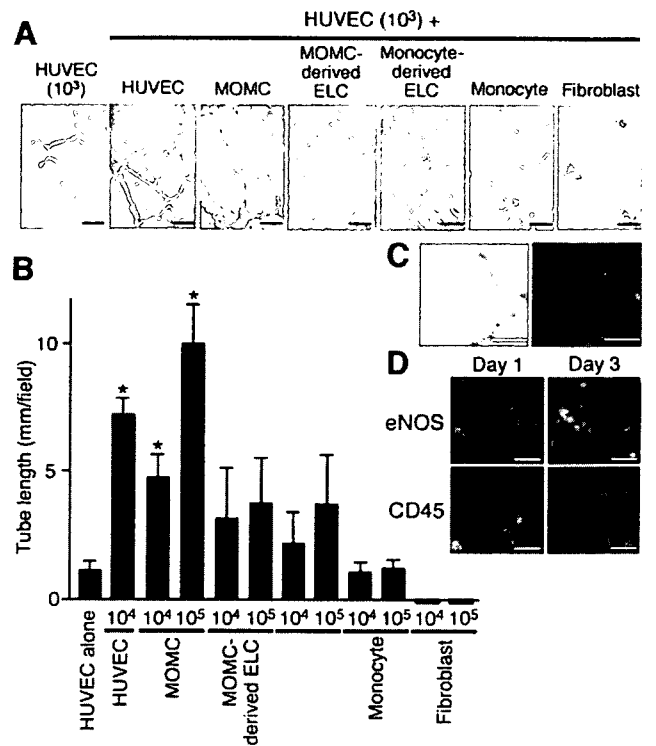 A
HUVEC (10³) +
HUVEC
(10³)
HUVEC
MOMC
MOMC-
derived
ELC
Monocyte-
derived
ELC
Monocyte
Fibroblast
B
Tube length (mm/field)
10
5
0
*
*
*
10⁴
10⁴
10⁵
10⁴
10⁵
10⁴
10⁵
10⁴
10⁵
10⁴
10⁵
HUVEC alone
HUVEC
MOMC
MOMC-
derived ELC
Monocyte
Fibroblast
C
D
Day 1
Day 3
eNOS
CD45